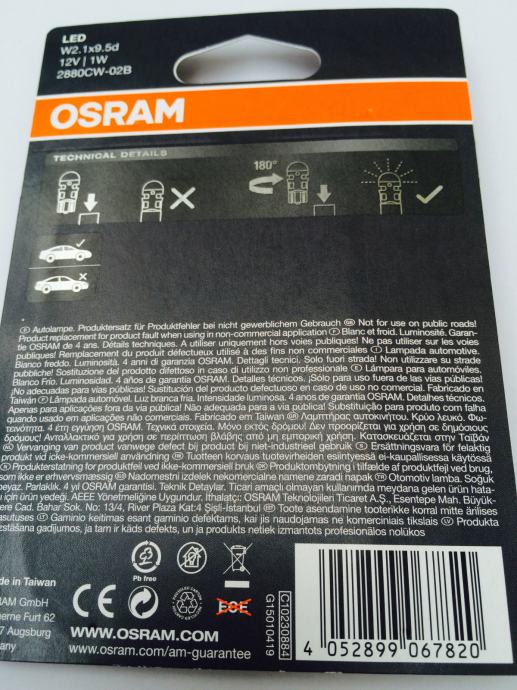 LED
W2.1x9.5d
12V | 1W
2880CW-02B
OSRAM
TECHNICAL DETAILS
180°
Autolampe. Produktersatz für Produktfehler bei nicht gewerblichem Gebrauch Not for use on public roads!
Product replacement for product fault when using in non-commercial application Blanc et froid. Luminosité. Garan-
tie OSRAM de 4 ans. Détails techniques. A utiliser uniquement hors voies publiques! Ne pas utiliser sur les voies
publiques! Remplacement du produit défectueux utilisé à des fins non commerciales Lampada automotive.
Bianco freddo. Luminosità. 4 anni di garanzia OSRAM. Dettagli tecnici. Solo fuori strada! Non utilizzare su strade
pubbliche! Sostituzione del prodotto difettoso in caso di utilizzo non professionale Lámpara para automóviles.
Blanco Frío. Luminosidad. 4 años de garantía OSRAM. Detalles técnicos. ¡Sólo para uso fuera de las vías públicas!
¡No adecuadas para vías públicas! Sustitución del producto defectuoso en caso de uso no comercial. Fabricado en
Taiwán Lâmpada automóvel. Luz branca fria. Intensidade luminosa. 4 anos de garantia OSRAM. Detalhes técnicos.
Apenas para aplicações fora da via pública! Não adequada para a via pública! Substituição para produto com falha
quando usado em aplicações não comerciais. Fabricado em Taiwan Λαμπτήρας αυτοκινήτου. Κρύο λευκό. Φω-
τεινότητα. 4 έτη εγγύηση OSRAM. Τεχνικά στοιχεία. Μόνο εκτός δρόμου! Δεν προορίζεται για χρήση σε δημόσιους
δρόμους! Ανταλλακτικό για χρήση σε περίπτωση βλάβης από μη εμπορική χρήση. Κατασκευάζεται στην Ταϊβάν
Vervanging van product vanwege defect bij product bij niet-industrieel gebruik Ersättningsvara för felaktig
produkt vid icke-kommersiell användning Tuotteen korvaus tuotevirheiden esiintyessä ei-kaupallisessa käytössä
Produkterstatning for produktfeil ved ikke-kommersiell bruk Produktombytning i tilfælde af produktfejl ved brug,
som ikke er erhvervsmæssig Nadomestni izdelek nekomercialne namene zaradi napak Otomotiv lamba. Soğuk
beyaz. Parlaklık. 4 yıl OSRAM garantisi. Teknik Detaylar. Ticari amaçlı olmayan kullanımda meydana gelen ürün hata-
ı için ürün yedeği. AEEE Yönetmeliğine Uygundur. İthalatçı: OSRAM Teknolojileri Ticaret A.Ş., Esentepe Mah. Büyük-
ere Cad. Bahar Sok. No: 13/4, River Plaza Kat:4 Şişli-İstanbul Toote asendamine tooterikke korral mitte ärilises
asutuses Gaminio keitimas esant gaminio defektams, kai jis naudojamas ne komerciniais tikslais Produkta
izstāšana gadījumos, ja tam ir kāds defekts, un ja produkts netiek izmantots profesionālos nolūkos
Pb free
de in Taiwan
RAM GmbH
erne Furt 62
7 Augsburg
any
CE
ECE
WWW.OSRAM.COM
www.osram.com/am-guarantee
C10230884
G15010419
4 052899 067820